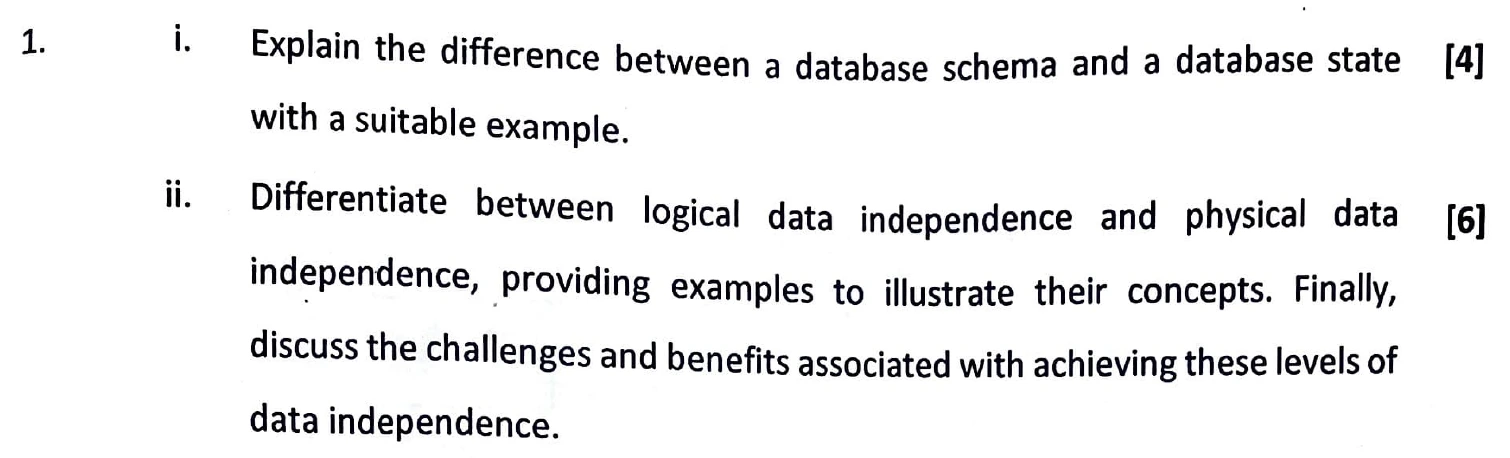 1. i. Explain the difference between a database schema and a database state [4]
with a suitable example.
ii. Differentiate between logical data independence and physical data [6]
independence, providing examples to illustrate their concepts. Finally,
discuss the challenges and benefits associated with achieving these levels of
data independence.